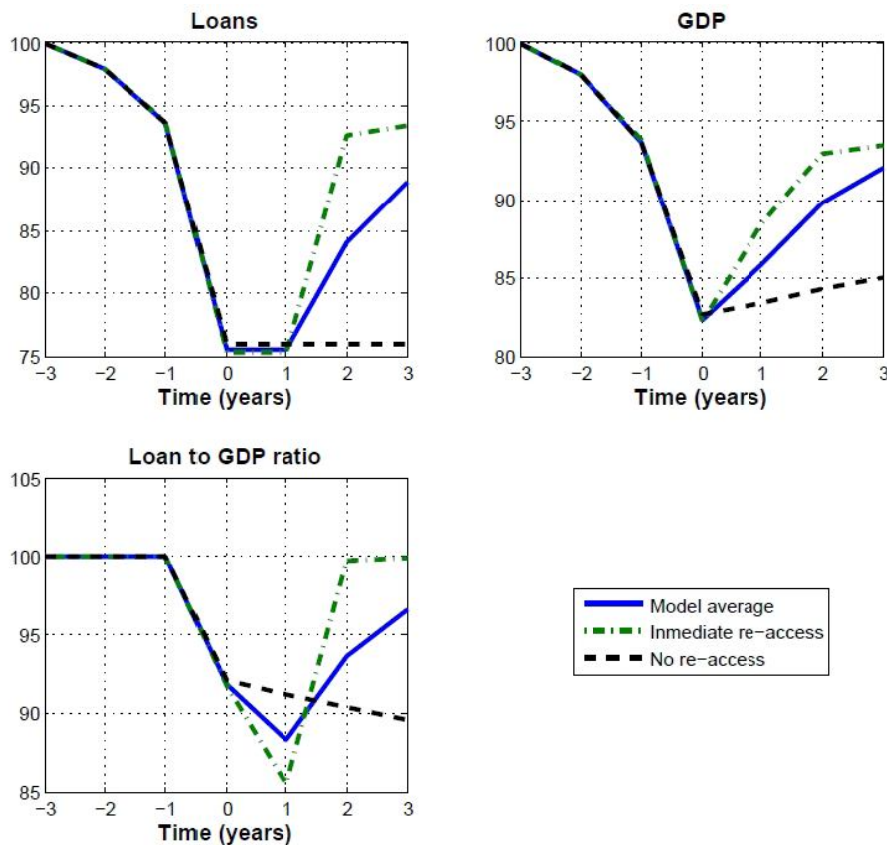 Loans
100
95
90
85
80
75
−3 −2 −1 0 1 2 3
Time (years)
GDP
100
95
90
85
80
−3 −2 −1 0 1 2 3
Time (years)
Loan to GDP ratio
105
100
95
90
85
−3 −2 −1 0 1 2 3
Time (years)
Model average
Inmediate re−access
No re−access